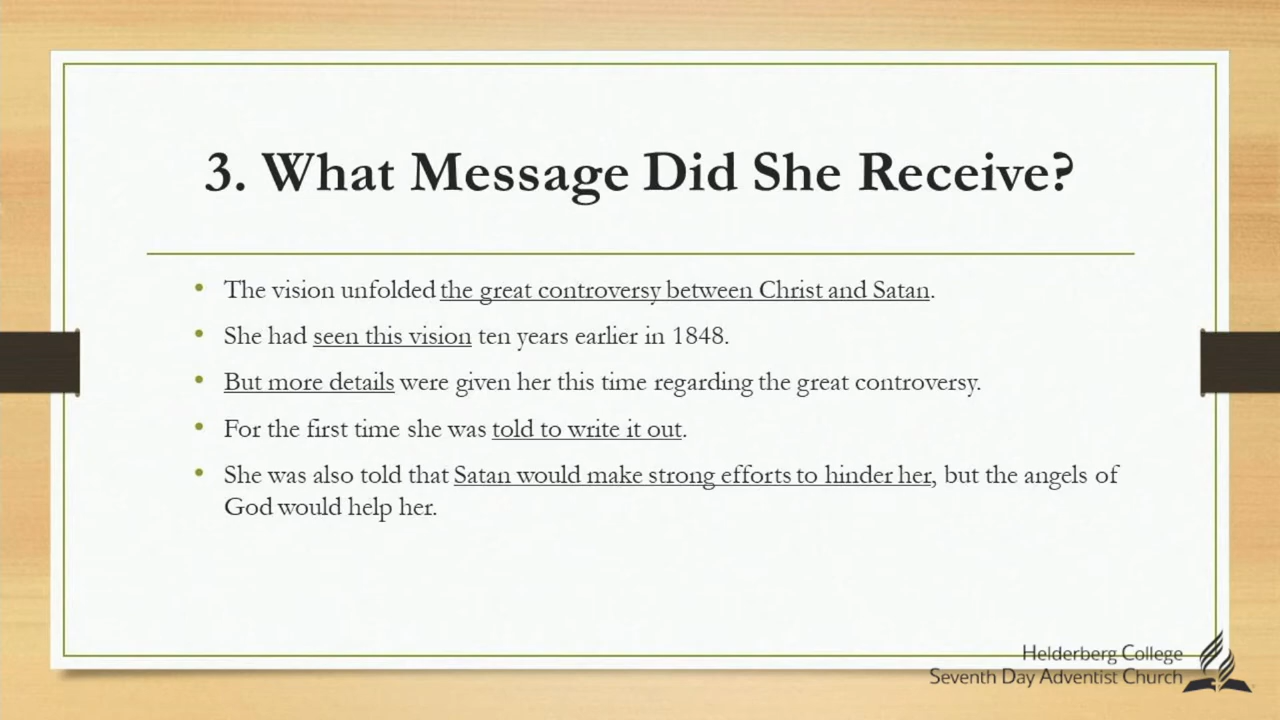 3. What Message Did She Receive?
• The vision unfolded the great controversy between Christ and Satan.
• She had seen this vision ten years earlier in 1848.
• But more details were given her this time regarding the great controversy.
• For the first time she was told to write it out.
• She was also told that Satan would make strong efforts to hinder her, but the angels of
God would help her.
Helderberg College
Seventh Day Adventist Church